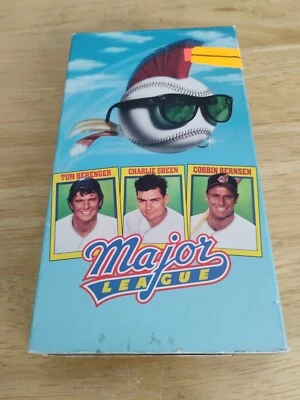 TOM BERENGER CHARLIE SHEEN CORBIN BERNSEN
Major
LEAGUE